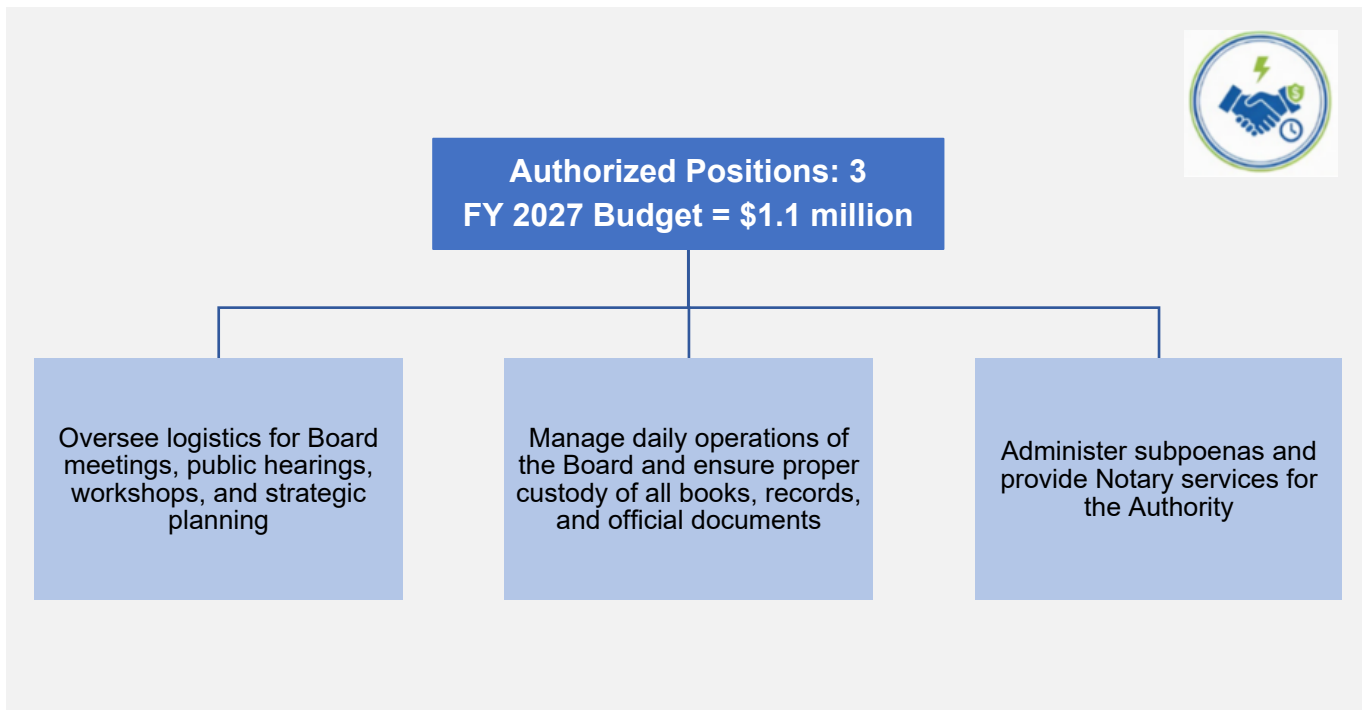 Authorized Positions: 3
FY 2027 Budget = $1.1 million
Oversee logistics for Board
meetings, public hearings,
workshops, and strategic
planning
Manage daily operations of
the Board and ensure proper
custody of all books, records,
and official documents
Administer subpoenas and
provide Notary services for
the Authority